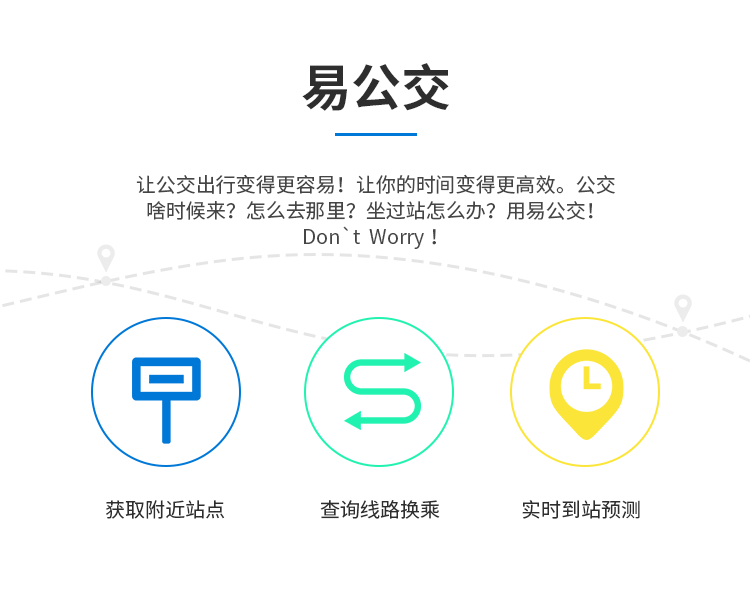 易公交
让公交出行变得更容易！让你的时间变得更高效。公交
啥时候来？怎么去那里？坐过站怎么办？用易公交！
Don`t Worry！
获取附近站点
查询线路换乘
实时到站预测